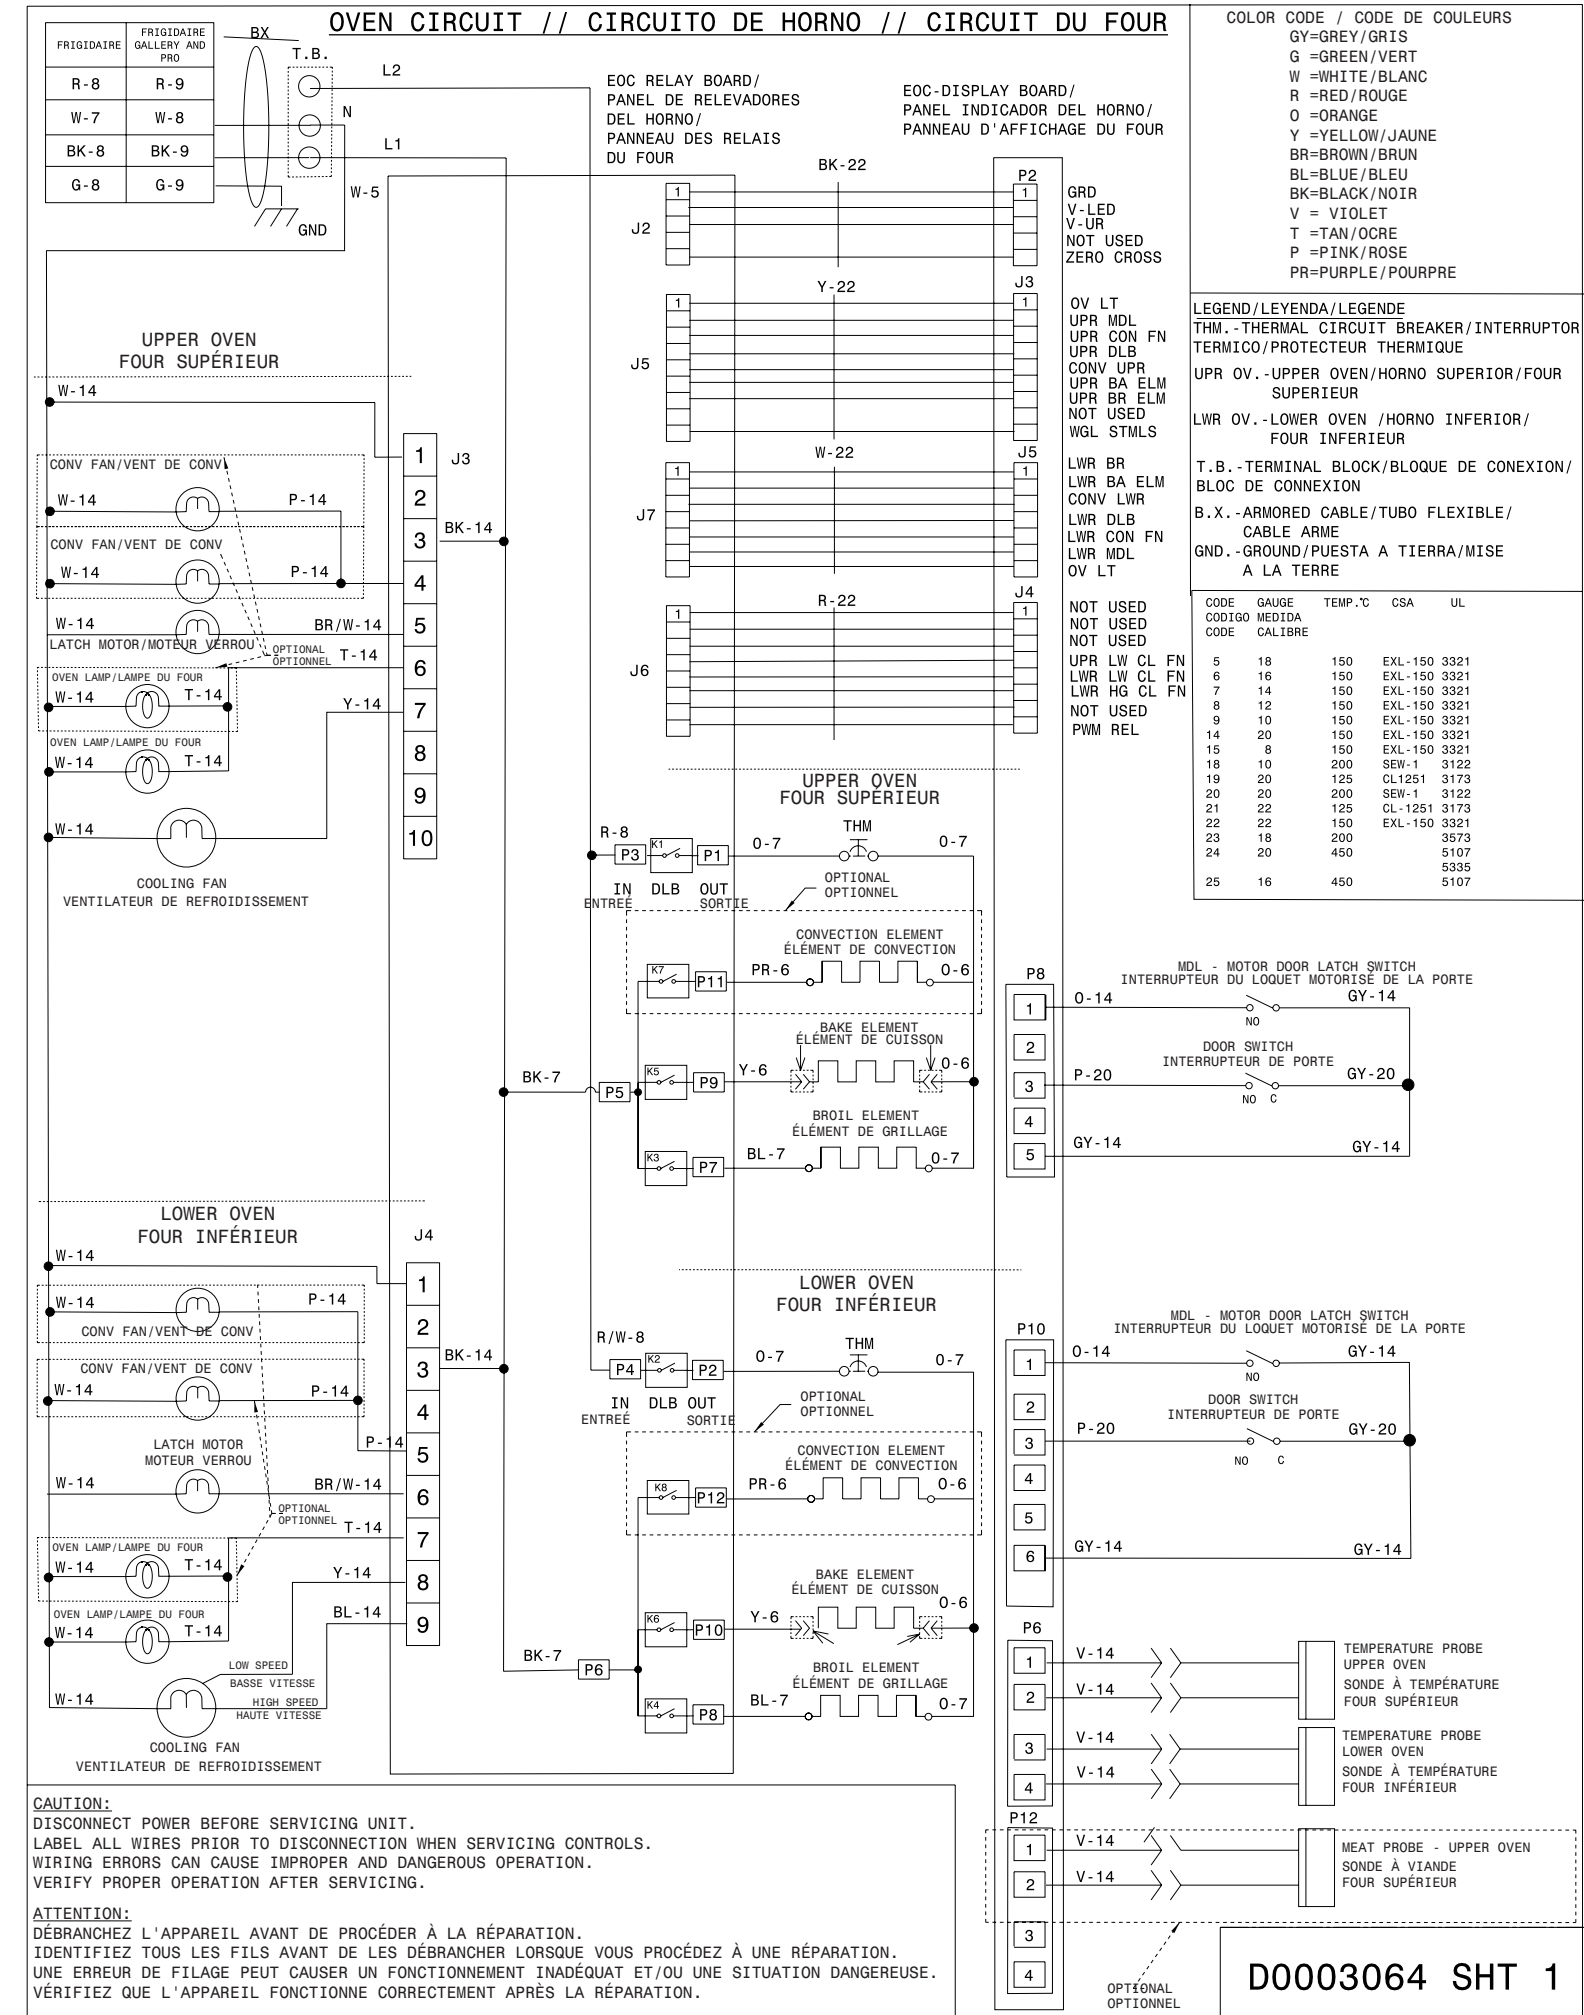 OVEN CIRCUIT // CIRCUITO DE HORNO // CIRCUIT DU FOUR
FRIGIDAIRE
FRIGIDAIRE
GALLERY AND
PRO
R-8
R-9
W-7
W-8
BK-8
BK-9
G-8
G-9
BX
T.B.
L2
N
L1
W-5
GND
EOC RELAY BOARD/
PANEL DE RELEVADORES
DEL HORNO/
PANNEAU DES RELAIS
DU FOUR
EOC-DISPLAY BOARD/
PANEL INDICADOR DEL HORNO/
PANNEAU D'AFFICHAGE DU FOUR
COLOR CODE / CODE DE COULEURS
GY=GREY/GRIS
G =GREEN/VERT
W =WHITE/BLANC
R =RED/ROUGE
O =ORANGE
Y =YELLOW/JAUNE
BR=BROWN/BRUN
BL=BLUE/BLEU
BK=BLACK/NOIR
V = VIOLET
T =TAN/OCRE
P =PINK/ROSE
PR=PURPLE/POURPRE
LEGEND/LEYENDA/LEGENDE
THM.-THERMAL CIRCUIT BREAKER/INTERRUPTOR
TERMICO/PROTECTEUR THERMIQUE
UPR OV.-UPPER OVEN/HORNO SUPERIOR/FOUR
SUPERIEUR
LWR OV.-LOWER OVEN /HORNO INFERIOR/
FOUR INFERIEUR
T.B.-TERMINAL BLOCK/BLOQUE DE CONEXION/
BLOC DE CONNEXION
B.X.-ARMORED CABLE/TUBO FLEXIBLE/
CABLE ARME
GND.-GROUND/PUESTA A TIERRA/MISE
A LA TERRE
CODE GAUGE TEMP.°C CSA UL
CODIGO MEDIDA
CODE CALIBRE
5 18 150 EXL-150 3321
6 16 150 EXL-150 3321
7 14 150 EXL-150 3321
8 12 150 EXL-150 3321
9 10 150 EXL-150 3321
14 20 150 EXL-150 3321
15 8 150 EXL-150 3321
18 10 200 SEW-1 3122
19 20 125 CL1251 3173
20 20 200 SEW-1 3122
21 22 125 CL-1251 3173
22 22 150 EXL-150 3321
23 18 200 3573
24 20 450 5107
5335
25 16 450 5107
BK-22
J2
1
P2
1
GRD
V-LED
V-UR
NOT USED
ZERO CROSS
Y-22
J5
1
J3
1
OV LT
UPR MDL
UPR CON FN
UPR DLB
CONV UPR
UPR BA ELM
UPR BR ELM
NOT USED
WGL STMLS
W-22
J7
1
J5
1
LWR BR
LWR BA ELM
CONV LWR
LWR DLB
LWR CON FN
LWR MDL
OV LT
R-22
J6
1
J4
1
NOT USED
NOT USED
NOT USED
UPR LW CL FN
LWR LW CL FN
LWR HG CL FN
NOT USED
PWM REL
UPPER OVEN
FOUR SUPÉRIEUR
W-14
CONV FAN/VENT DE CONV
W-14
P-14
CONV FAN/VENT DE CONV
W-14
P-14
W-14
BR/W-14
LATCH MOTOR/MOTEUR VERROU
OPTIONAL
OPTIONNEL
T-14
OVEN LAMP/LAMPE DU FOUR
W-14
T-14
Y-14
OVEN LAMP/LAMPE DU FOUR
W-14
T-14
W-14
COOLING FAN
VENTILATEUR DE REFROIDISSEMENT
J3
1
2
3
4
5
6
7
8
9
10
BK-14
UPPER OVEN
FOUR SUPÉRIEUR
R-8
P3
K1
P1
O-7
THM
O-7
IN DLB OUT
ENTREÉ SORTIE
OPTIONAL
OPTIONNEL
CONVECTION ELEMENT
ÉLÉMENT DE CONVECTION
K7
P11
PR-6
O-6
BAKE ELEMENT
ÉLÉMENT DE CUISSON
BK-7
P5
K5
P9
Y-6
O-6
BROIL ELEMENT
ÉLÉMENT DE GRILLAGE
K3
P7
BL-7
O-7
P8
1
2
3
4
5
MDL - MOTOR DOOR LATCH SWITCH
INTERRUPTEUR DU LOQUET MOTORISÉ DE LA PORTE
O-14
GY-14
NO
DOOR SWITCH
INTERRUPTEUR DE PORTE
P-20
GY-20
NO C
GY-14
GY-14
LOWER OVEN
FOUR INFÉRIEUR
J4
W-14
W-14
P-14
CONV FAN/VENT DE CONV
CONV FAN/VENT DE CONV
W-14
P-14
P-14
LATCH MOTOR
MOTEUR VERROU
W-14
BR/W-14
OPTIONAL
OPTIONNEL
T-14
OVEN LAMP/LAMPE DU FOUR
W-14
T-14
Y-14
OVEN LAMP/LAMPE DU FOUR
W-14
T-14
BL-14
LOW SPEED
BASSE VITESSE
W-14
HIGH SPEED
HAUTE VITESSE
COOLING FAN
VENTILATEUR DE REFROIDISSEMENT
1
2
3
4
5
6
7
8
9
BK-14
LOWER OVEN
FOUR INFÉRIEUR
R/W-8
P4
K2
P2
O-7
THM
O-7
IN DLB OUT
ENTREÉ SORTIE
OPTIONAL
OPTIONNEL
CONVECTION ELEMENT
ÉLÉMENT DE CONVECTION
K8
P12
PR-6
O-6
BAKE ELEMENT
ÉLÉMENT DE CUISSON
K6
P10
Y-6
O-6
BK-7
P6
BROIL ELEMENT
ÉLÉMENT DE GRILLAGE
K4
P8
BL-7
O-7
P10
1
2
3
4
5
6
MDL - MOTOR DOOR LATCH SWITCH
INTERRUPTEUR DU LOQUET MOTORISÉ DE LA PORTE
O-14
GY-14
NO
DOOR SWITCH
INTERRUPTEUR DE PORTE
P-20
GY-20
NO C
GY-14
GY-14
P6
1
2
3
4
V-14
V-14
TEMPERATURE PROBE
UPPER OVEN
SONDE À TEMPÉRATURE
FOUR SUPÉRIEUR
V-14
V-14
TEMPERATURE PROBE
LOWER OVEN
SONDE À TEMPÉRATURE
FOUR INFÉRIEUR
P12
1
2
3
4
V-14
V-14
MEAT PROBE - UPPER OVEN
SONDE À VIANDE
FOUR SUPÉRIEUR
OPTIONAL
OPTIONNEL
CAUTION:
DISCONNECT POWER BEFORE SERVICING UNIT.
LABEL ALL WIRES PRIOR TO DISCONNECTION WHEN SERVICING CONTROLS.
WIRING ERRORS CAN CAUSE IMPROPER AND DANGEROUS OPERATION.
VERIFY PROPER OPERATION AFTER SERVICING.
ATTENTION:
DÉBRANCHEZ L'APPAREIL AVANT DE PROCÉDER À LA RÉPARATION.
IDENTIFIEZ TOUS LES FILS AVANT DE LES DÉBRANCHER LORSQUE VOUS PROCÉDEZ À UNE RÉPARATION.
UNE ERREUR DE FILAGE PEUT CAUSER UN FONCTIONNEMENT INADÉQUAT ET/OU UNE SITUATION DANGEREUSE.
VÉRIFIEZ QUE L'APPAREIL FONCTIONNE CORRECTEMENT APRÈS LA RÉPARATION.
D0003064 SHT 1